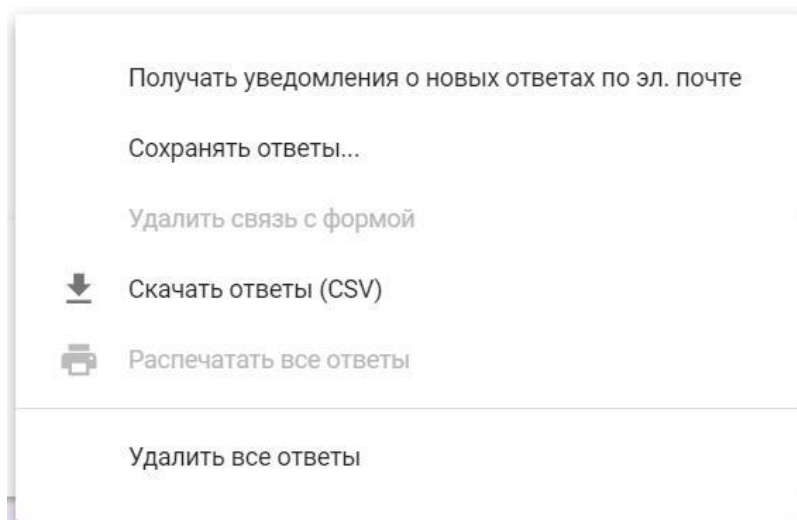 Получать уведомления о новых ответах по эл. почте
Сохранять ответы...
Удалить связь с формой
Скачать ответы (CSV)
Распечатать все ответы
Удалить все ответы